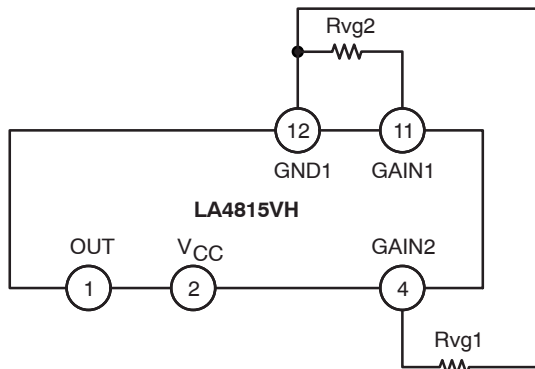 Rvg2
12
11
GND1
GAIN1
LA4815VH
OUT
VCC
GAIN2
1
2
4
Rvg1